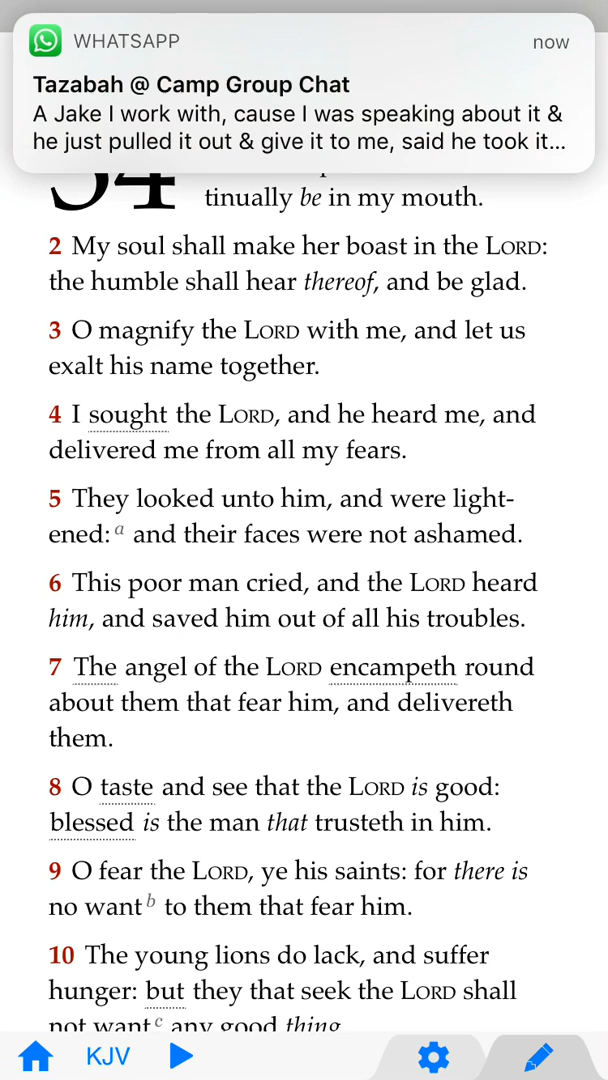 WHATSAPP now
Tazabah @ Camp Group Chat
A Jake I work with, cause I was speaking about it &
he just pulled it out & give it to me, said he took it...
34
tinually be in my mouth.
2 My soul shall make her boast in the LORD:
the humble shall hear thereof, and be glad.
3 O magnify the LORD with me, and let us
exalt his name together.
4 I sought the LORD, and he heard me, and
delivered me from all my fears.
5 They looked unto him, and were light-
ened: a and their faces were not ashamed.
6 This poor man cried, and the LORD heard
him, and saved him out of all his troubles.
7 The angel of the LORD encampeth round
about them that fear him, and delivereth
them.
8 O taste and see that the LORD is good:
blessed is the man that trusteth in him.
9 O fear the LORD, ye his saints: for there is
no want b to them that fear him.
10 The young lions do lack, and suffer
hunger: but they that seek the LORD shall
not want c any good thing
KJV